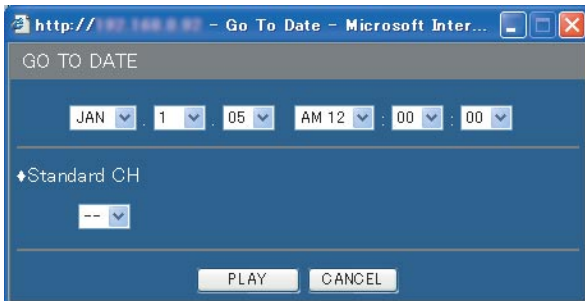 http:// – Go To Date – Microsoft Inter...
GO TO DATE
JAN . 1 . 05 AM 12 : 00 : 00
♦Standard CH
--
PLAY CANCEL